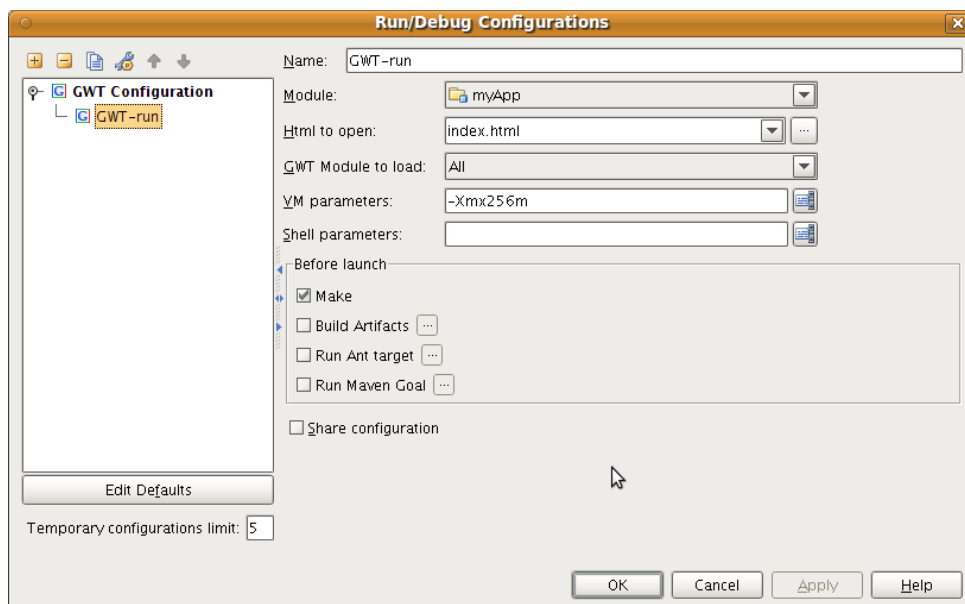 Run/Debug Configurations
Name: GWT-run
GWT Configuration
GWT-run
Module: myApp
Html to open: index.html ...
GWT Module to load: All
VM parameters: -Xmx256m
Shell parameters:
Before launch
Make
Build Artifacts ...
Run Ant target ...
Run Maven Goal ...
Share configuration
Edit Defaults
Temporary configurations limit: 5
OK Cancel Apply Help